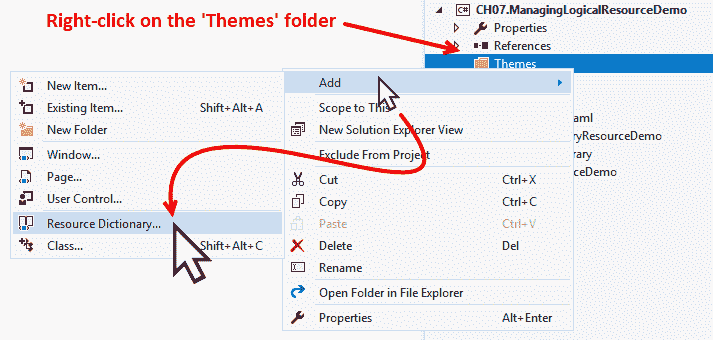 Right-click on the 'Themes' folder
C# CH07.ManagingLogicalResourceDemo
Properties
References
Themes
aml
ryResourceDemo
rary
rceDemo
Add
Scope to This
New Solution Explorer View
Exclude From Project
Cut Ctrl+X
Copy Ctrl+C
Paste Ctrl+V
Delete Del
Rename
Open Folder in File Explorer
Properties Alt+Enter
New Item...
Existing Item... Shift+Alt+A
New Folder
Window...
Page...
User Control...
Resource Dictionary...
Class... Shift+Alt+C